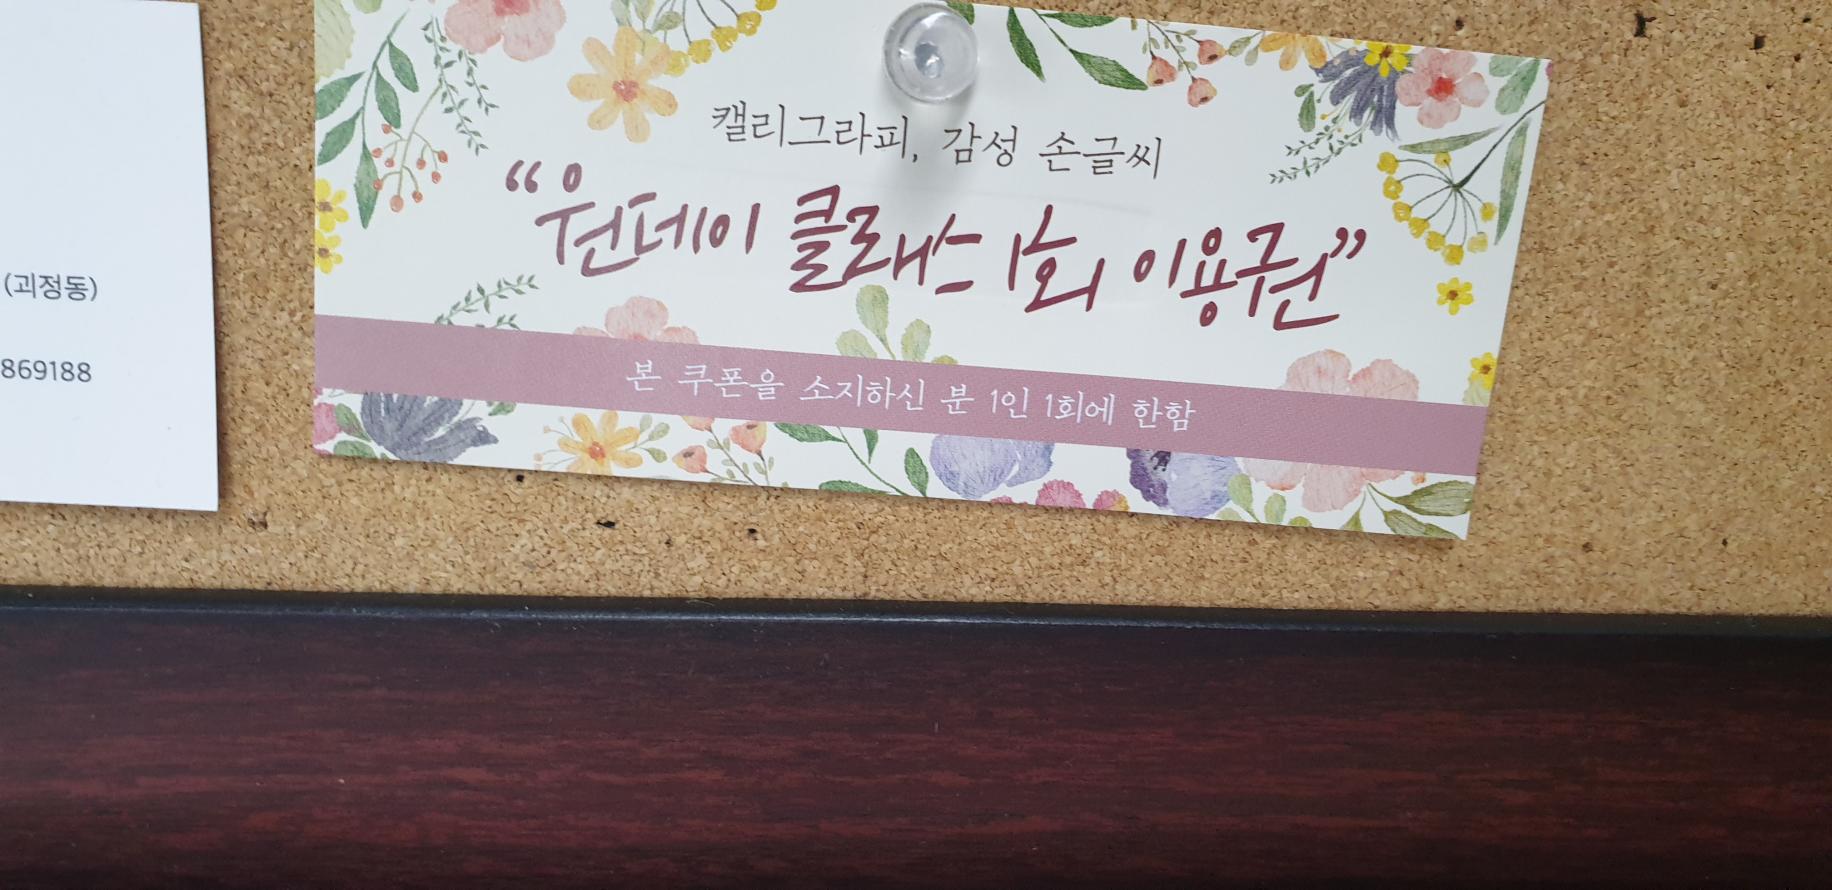 (괴정동)
869188
캘리그라피, 감성 손글씨
“원데이 클래스 1회 이용권”
본 쿠폰을 소지하신 분 1인 1회에 한함